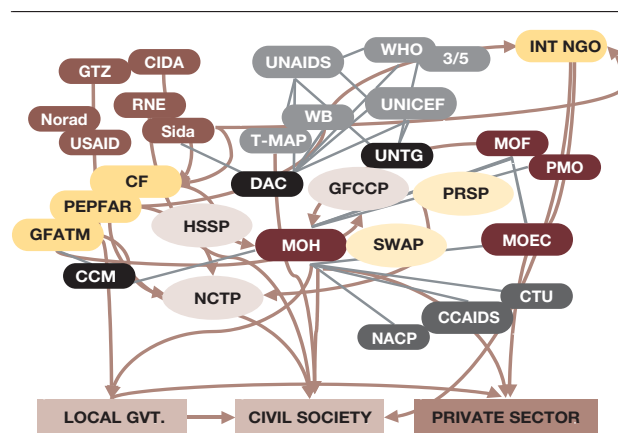 WHO
INT NGO
UNAIDS
3/5
CIDA
GTZ
RNE
UNICEF
WB
Norad
Sida
T-MAP
USAID
MOF
UNTG
PMO
CF
DAC
GFCCP
PRSP
PEPFAR
HSSP
GFATM
MOH
SWAP
MOEC
CCM
NCTP
CTU
CCAIDS
NACP
LOCAL GVT.
CIVIL SOCIETY
PRIVATE SECTOR